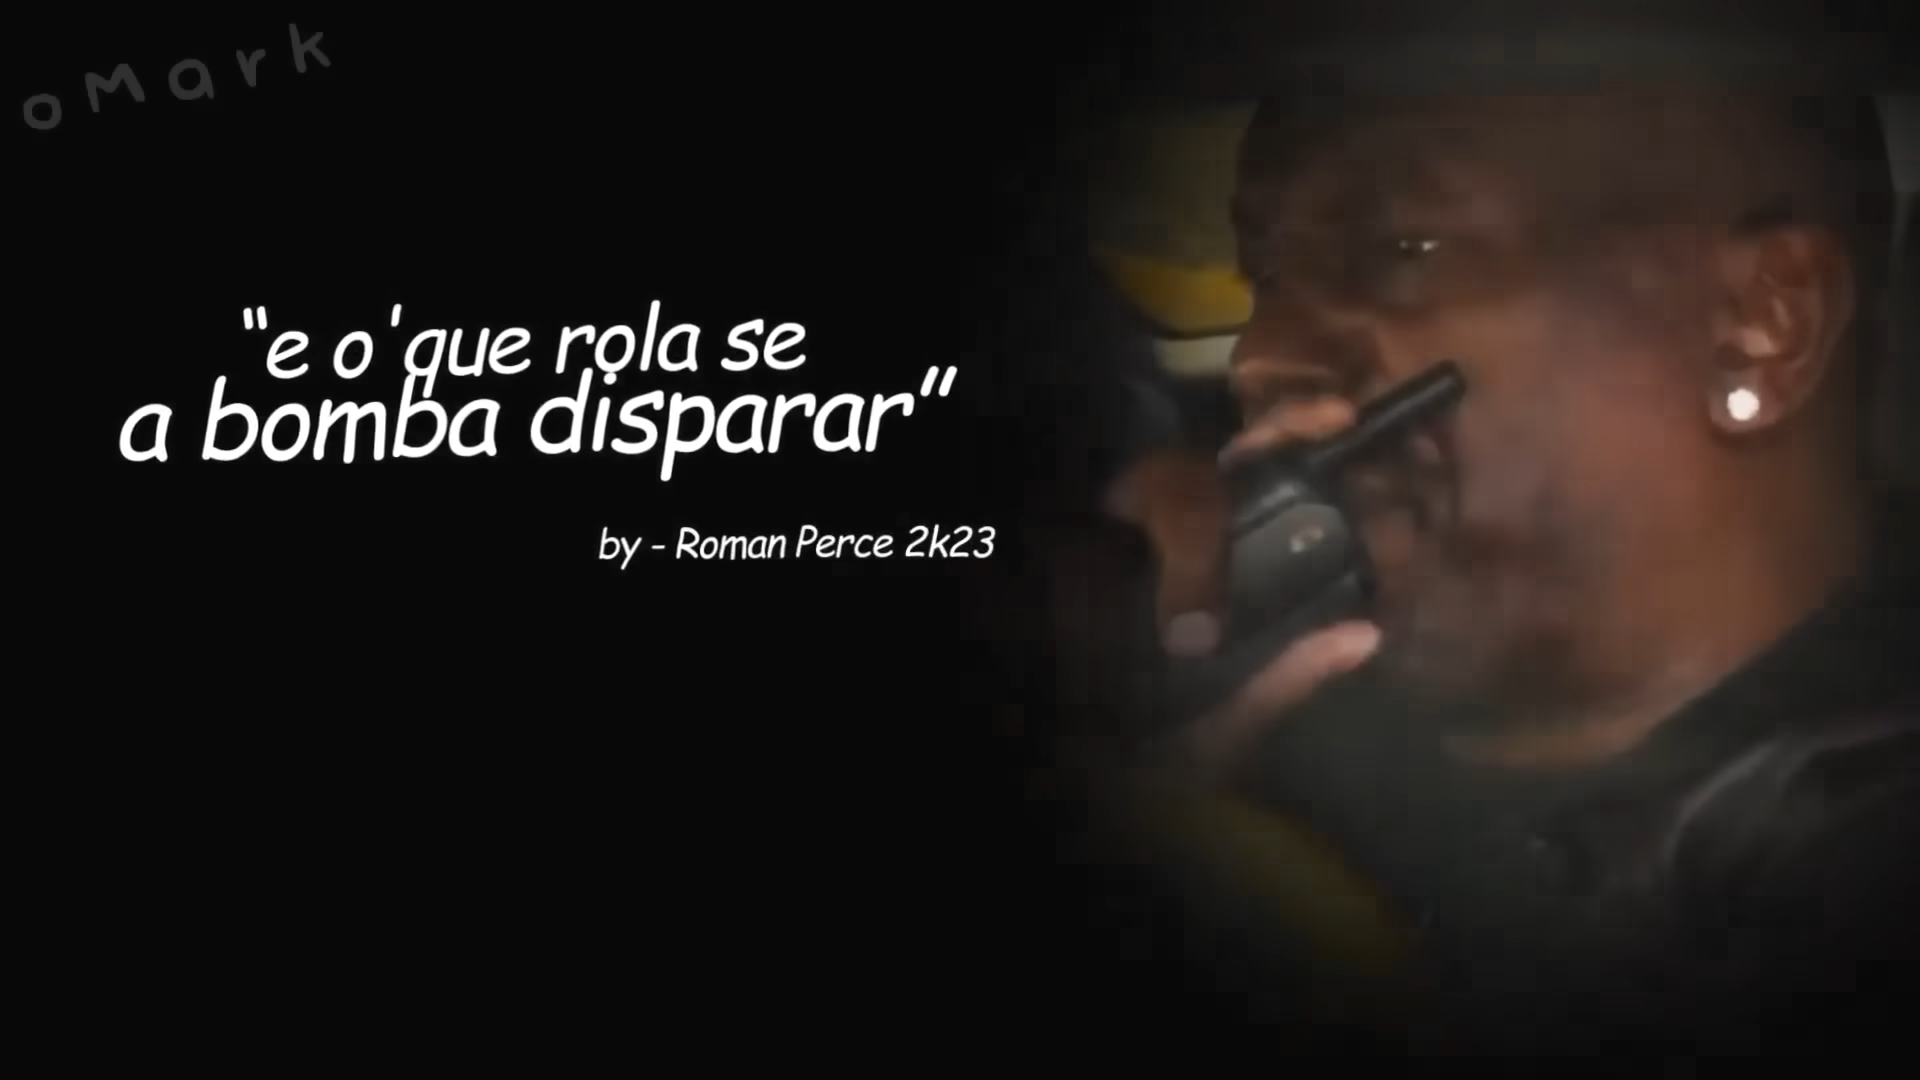 oMark
"e o'que rola se
a bomba disparar"
by - Roman Perce 2k23